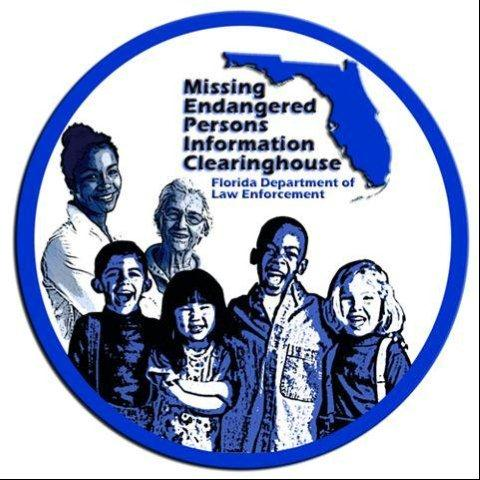 Missing
Endangered
Persons
Information
Clearinghouse
Florida Department of
Law Enforcement